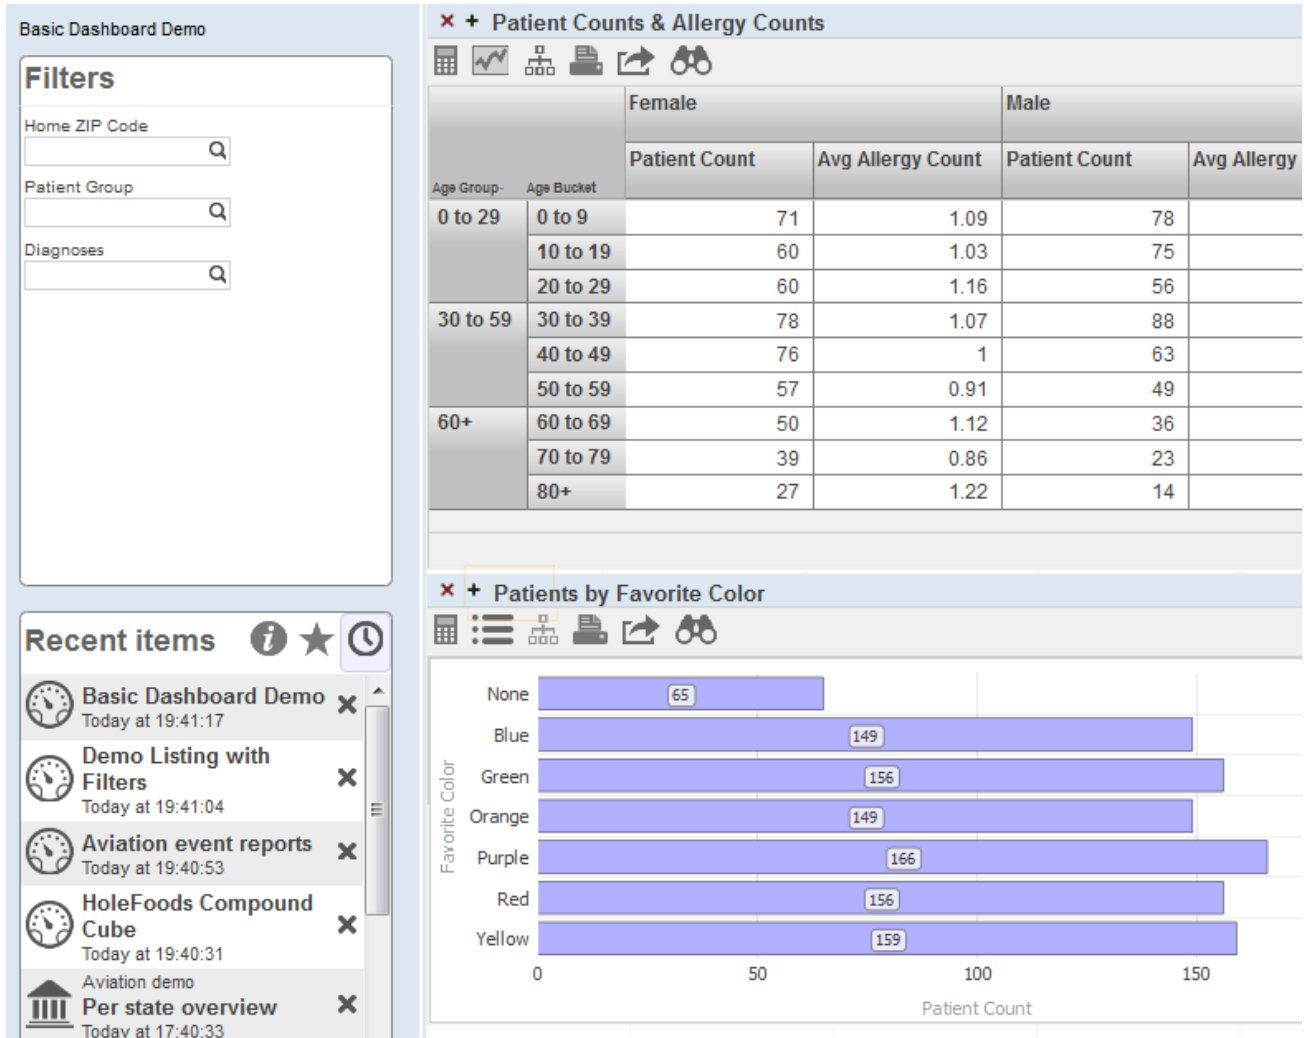 Basic Dashboard Demo
Filters
Home ZIP Code
Patient Group
Diagnoses
Recent items
Basic Dashboard Demo
Today at 19:41:17
Demo Listing with
Filters
Today at 19:41:04
Aviation event reports
Today at 19:40:53
HoleFoods Compound
Cube
Today at 19:40:31
Aviation demo
Per state overview
Today at 17:40:33
Patient Counts & Allergy Counts
Female Male
Age Group- Age Bucket Patient Count Avg Allergy Count Patient Count Avg Allergy
0 to 29 0 to 9 71 1.09 78
10 to 19 60 1.03 75
20 to 29 60 1.16 56
30 to 59 30 to 39 78 1.07 88
40 to 49 76 1 63
50 to 59 57 0.91 49
60+ 60 to 69 50 1.12 36
70 to 79 39 0.86 23
80+ 27 1.22 14
Patients by Favorite Color
Favorite Color
None 65
Blue 149
Green 156
Orange 149
Purple 166
Red 156
Yellow 159
0 50 100 150
Patient Count